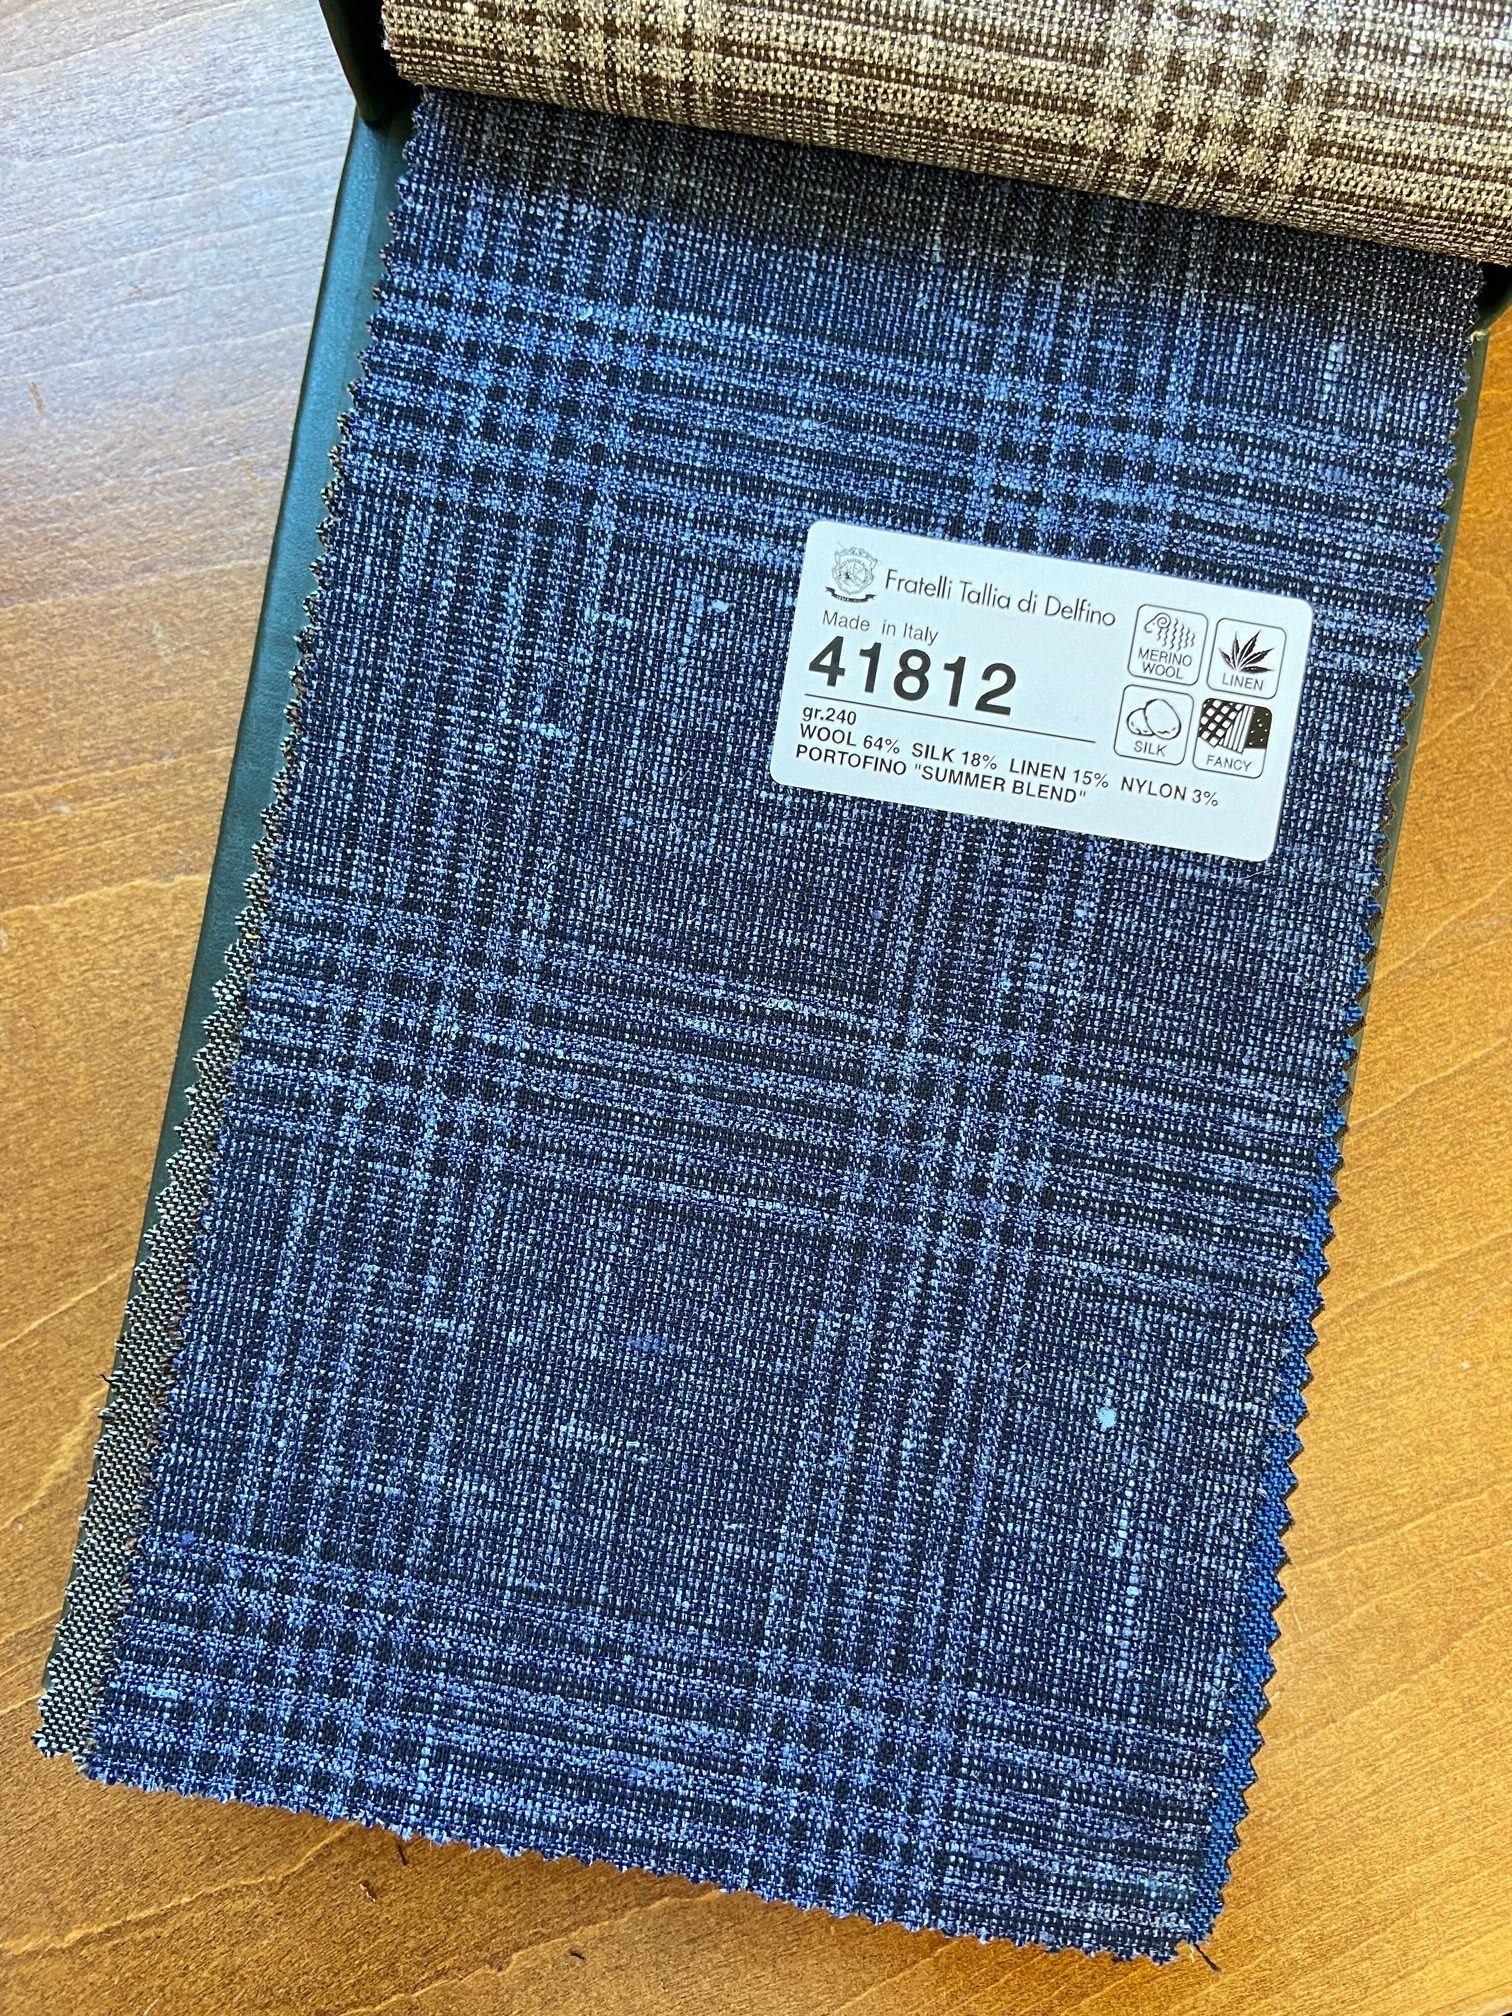 Fratelli Tallia di Delfino
Made in Italy
41812
MERINO
WOOL
LINEN
SILK
FANCY
gr.240
WOOL 64% SILK 18% LINEN 15% NYLON 3%
PORTOFINO "SUMMER BLEND"